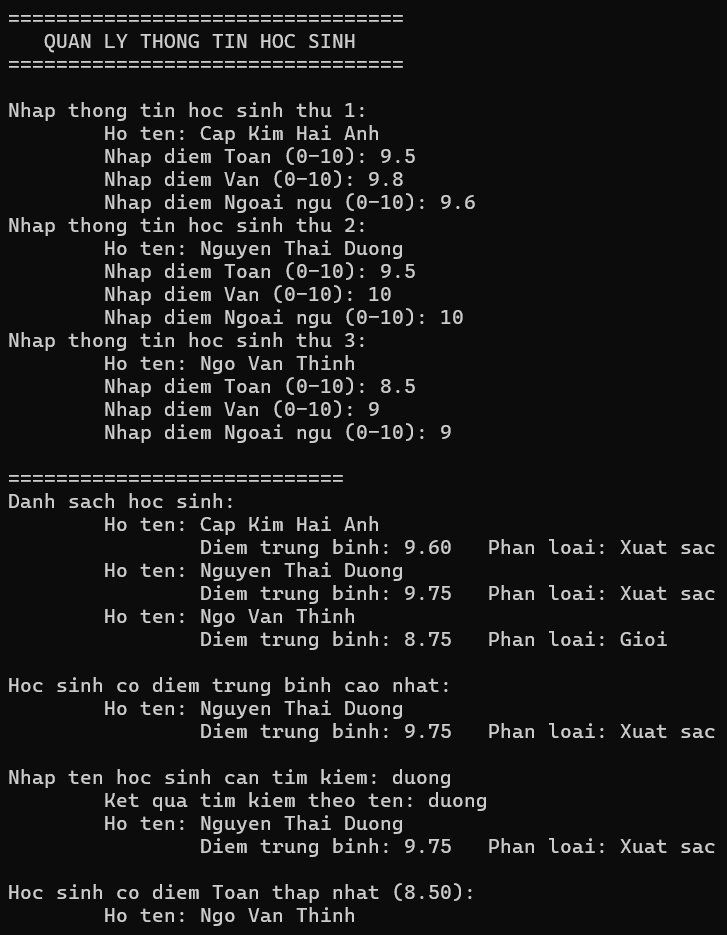 =================================
   QUAN LY THONG TIN HOC SINH
=================================

Nhap thong tin hoc sinh thu 1:
        Ho ten: Cap Kim Hai Anh
        Nhap diem Toan (0-10): 9.5
        Nhap diem Van (0-10): 9.8
        Nhap diem Ngoai ngu (0-10): 9.6
Nhap thong tin hoc sinh thu 2:
        Ho ten: Nguyen Thai Duong
        Nhap diem Toan (0-10): 9.5
        Nhap diem Van (0-10): 10
        Nhap diem Ngoai ngu (0-10): 10
Nhap thong tin hoc sinh thu 3:
        Ho ten: Ngo Van Thinh
        Nhap diem Toan (0-10): 8.5
        Nhap diem Van (0-10): 9
        Nhap diem Ngoai ngu (0-10): 9

============================
Danh sach hoc sinh:
        Ho ten: Cap Kim Hai Anh
                Diem trung binh: 9.60   Phan loai: Xuat sac
        Ho ten: Nguyen Thai Duong
                Diem trung binh: 9.75   Phan loai: Xuat sac
        Ho ten: Ngo Van Thinh
                Diem trung binh: 8.75   Phan loai: Gioi

Hoc sinh co diem trung binh cao nhat:
        Ho ten: Nguyen Thai Duong
                Diem trung binh: 9.75   Phan loai: Xuat sac

Nhap ten hoc sinh can tim kiem: duong
        Ket qua tim kiem theo ten: duong
        Ho ten: Nguyen Thai Duong
                Diem trung binh: 9.75   Phan loai: Xuat sac

Hoc sinh co diem Toan thap nhat (8.50):
        Ho ten: Ngo Van Thinh